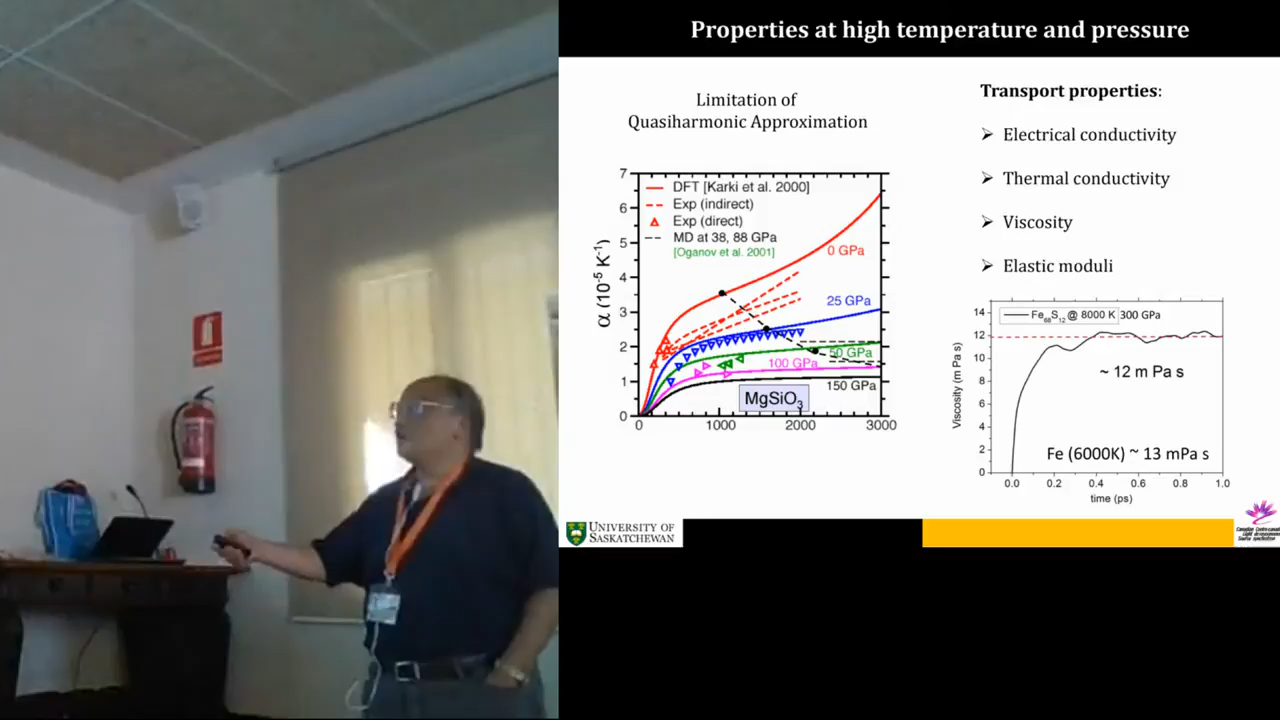 Properties at high temperature and pressure
Limitation of
Quasiharmonic Approximation
7
6
5
4
3
2
1
0
α (10⁻⁵ K⁻¹)
DFT [Karki et al. 2000]
Exp (indirect)
Exp (direct)
MD at 38, 88 GPa
[Oganov et al. 2001]
0 GPa
25 GPa
50 GPa
100 GPa
150 GPa
MgSiO₃
0 1000 2000 3000
Transport properties:
➢ Electrical conductivity
➢ Thermal conductivity
➢ Viscosity
➢ Elastic moduli
14
12
10
8
6
4
2
0
Viscosity (m Pa s)
Fe₆₈S₁₂ @ 8000 K 300 GPa
~ 12 m Pa s
Fe (6000K) ~ 13 mPa s
0.0 0.2 0.4 0.6 0.8 1.0
time (ps)
UNIVERSITY OF
SASKATCHEWAN